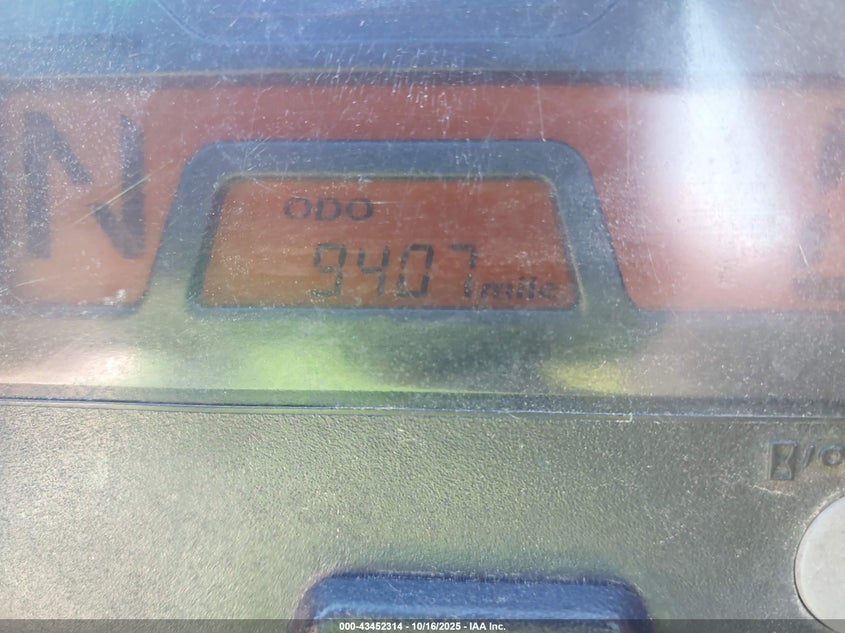 N
ODO
9407 mile
000-43452314 - 10/16/2025 - IAA Inc.